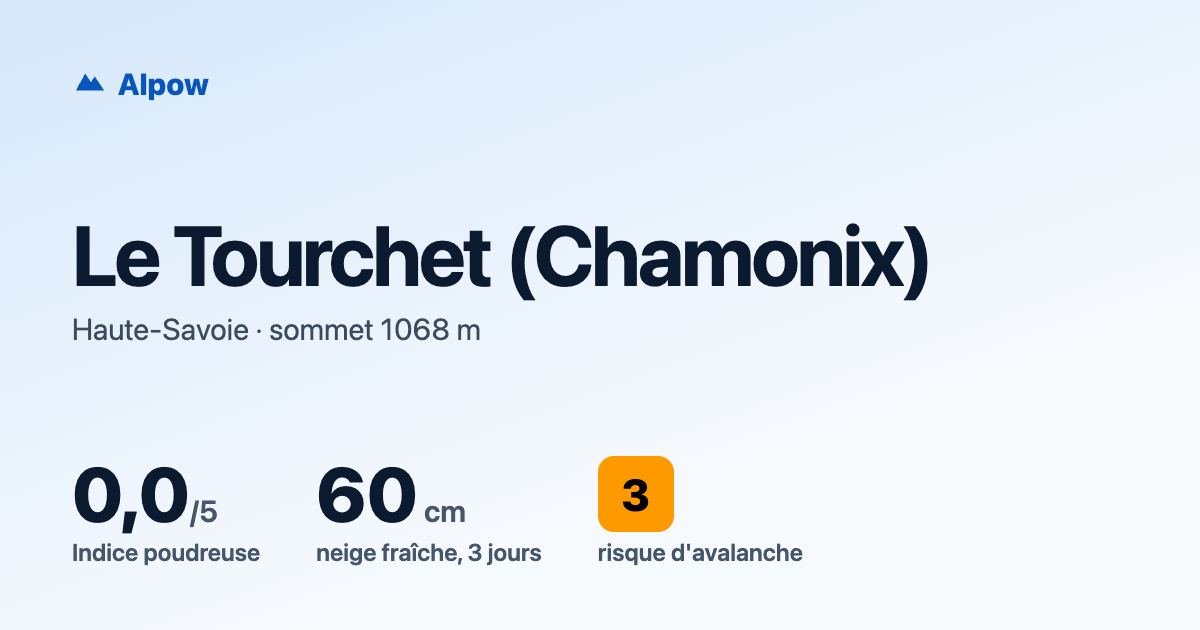 Alpow
Le Tourchet (Chamonix)
Haute-Savoie · sommet 1068 m
0,0/5
Indice poudreuse
60 cm
neige fraîche, 3 jours
3
risque d'avalanche